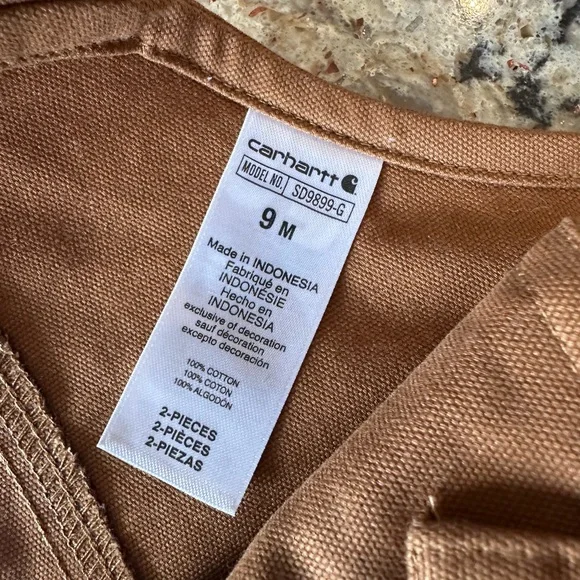 carhartt
MODEL NO. SD9899-G
9 M
Made in INDONESIA
Fabriqué en
INDONÉSIE
Hecho en
INDONESIA
exclusive of decoration
sauf décoration
excepto decoración
100% COTTON
100% COTON
100% ALGODÓN
2-PIECES
2-PIÈCES
2-PIEZAS